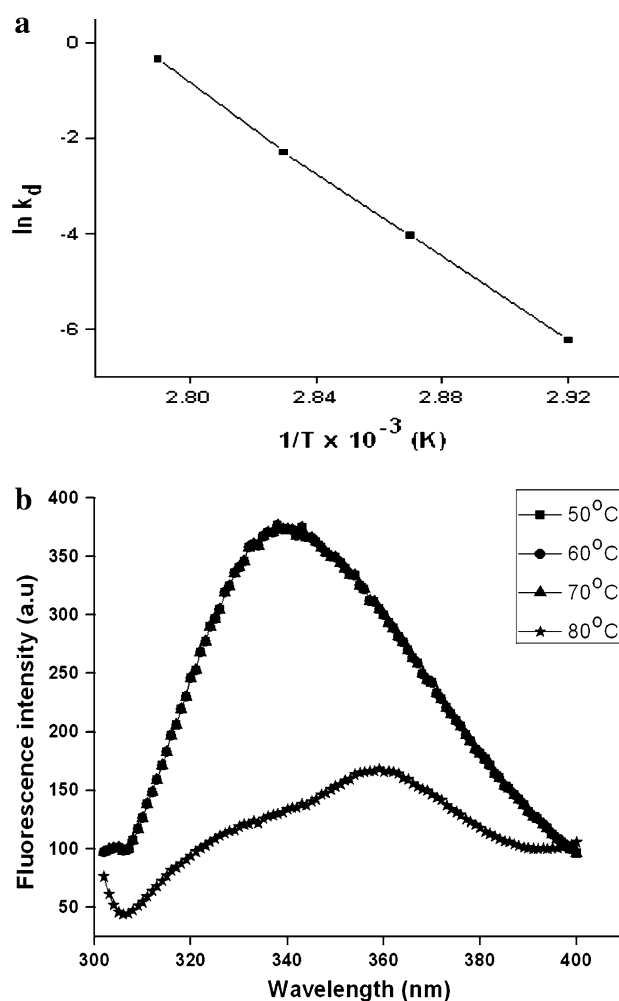 a
0
-2
-4
-6
ln k_d
2.80 2.84 2.88 2.92
1/T x 10^-3 (K)
b
400
350
300
250
200
150
100
50
Fluorescence intensity (a.u)
50°C
60°C
70°C
80°C
300 320 340 360 380 400
Wavelength (nm)